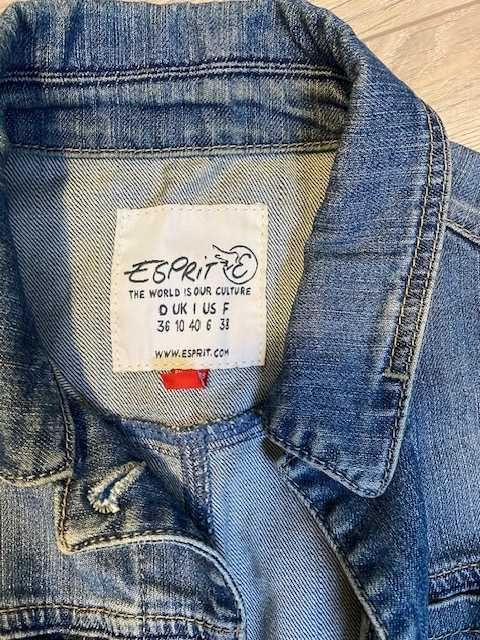 ESPRIT E
THE WORLD IS OUR CULTURE
D UK I US F
36 10 40 6 38
WWW.ESPRIT.COM